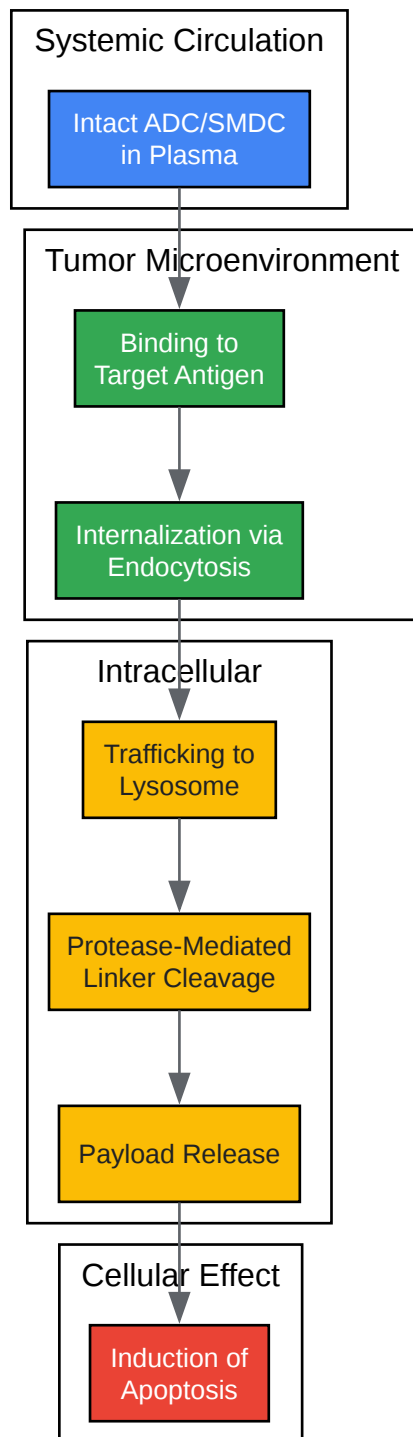 Systemic Circulation
Intact ADC/SMDC
in Plasma
Tumor Microenvironment
Binding to
Target Antigen
Internalization via
Endocytosis
Intracellular
Trafficking to
Lysosome
Protease-Mediated
Linker Cleavage
Payload Release
Cellular Effect
Induction of
Apoptosis